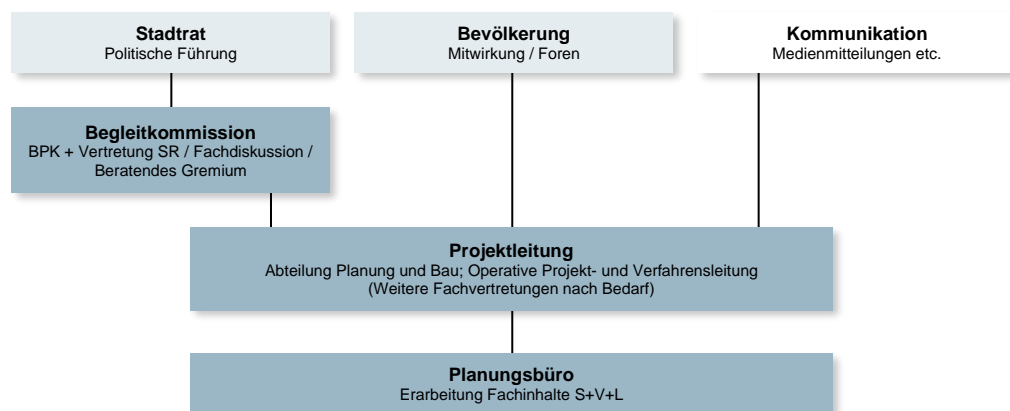 Stadtrat
Politische Führung
Bevölkerung
Mitwirkung / Foren
Kommunikation
Medienmitteilungen etc.
Begleitkommission
BPK + Vertretung SR / Fachdiskussion /
Beratendes Gremium
Projektleitung
Abteilung Planung und Bau; Operative Projekt- und Verfahrensleitung
(Weitere Fachvertretungen nach Bedarf)
Planungsbüro
Erarbeitung Fachinhalte S+V+L